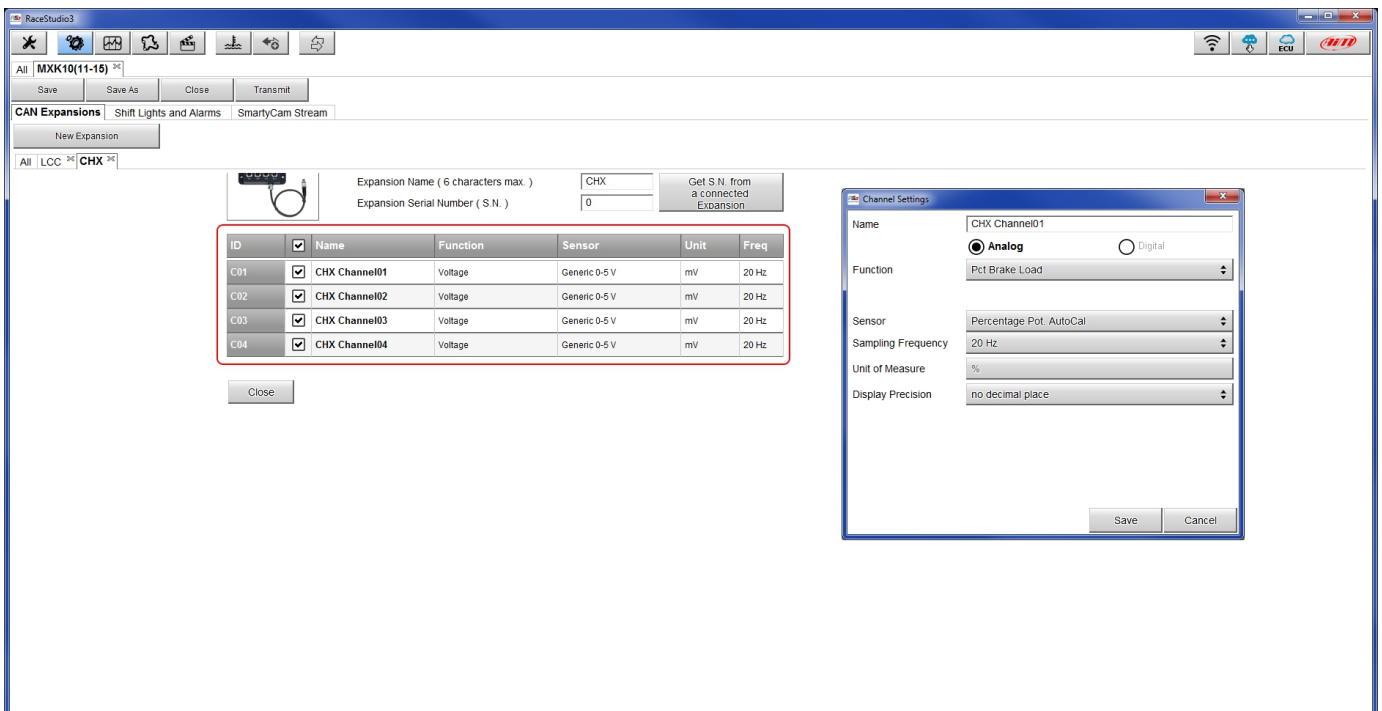 RaceStudio3
ECU
AiM
All MXK10(11-15)
Save Save As Close Transmit
CAN Expansions Shift Lights and Alarms SmartyCam Stream
New Expansion
All LCC CHX
Expansion Name ( 6 characters max. ) CHX
Expansion Serial Number ( S.N. ) 0
Get S.N. from
a connected
Expansion
ID Name Function Sensor Unit Freq
C01 CHX Channel01 Voltage Generic 0-5 V mV 20 Hz
C02 CHX Channel02 Voltage Generic 0-5 V mV 20 Hz
C03 CHX Channel03 Voltage Generic 0-5 V mV 20 Hz
C04 CHX Channel04 Voltage Generic 0-5 V mV 20 Hz
Close
Channel Settings
Name CHX Channel01
Analog Digital
Function Pct Brake Load
Sensor Percentage Pot. AutoCal
Sampling Frequency 20 Hz
Unit of Measure %
Display Precision no decimal place
Save Cancel